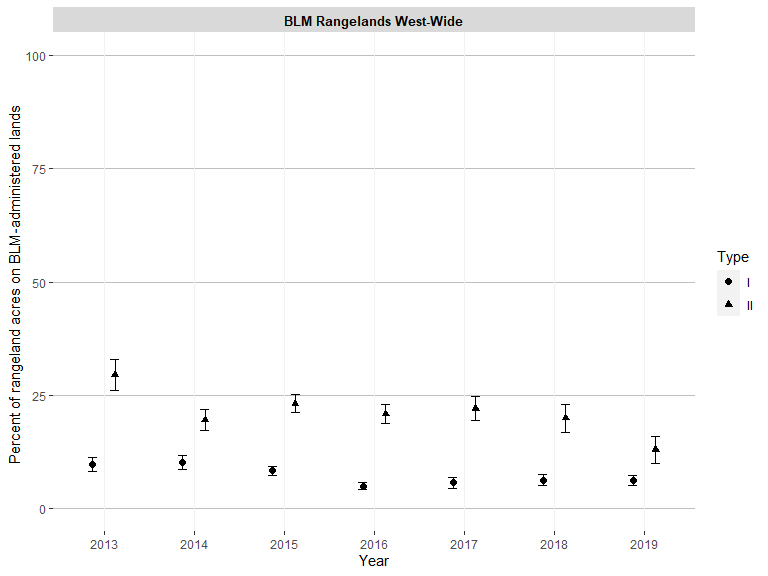 BLM Rangelands West-Wide
Percent of rangeland acres on BLM-administered lands
100
75
50
25
0
2013 2014 2015 2016 2017 2018 2019
Year
Type
I
II